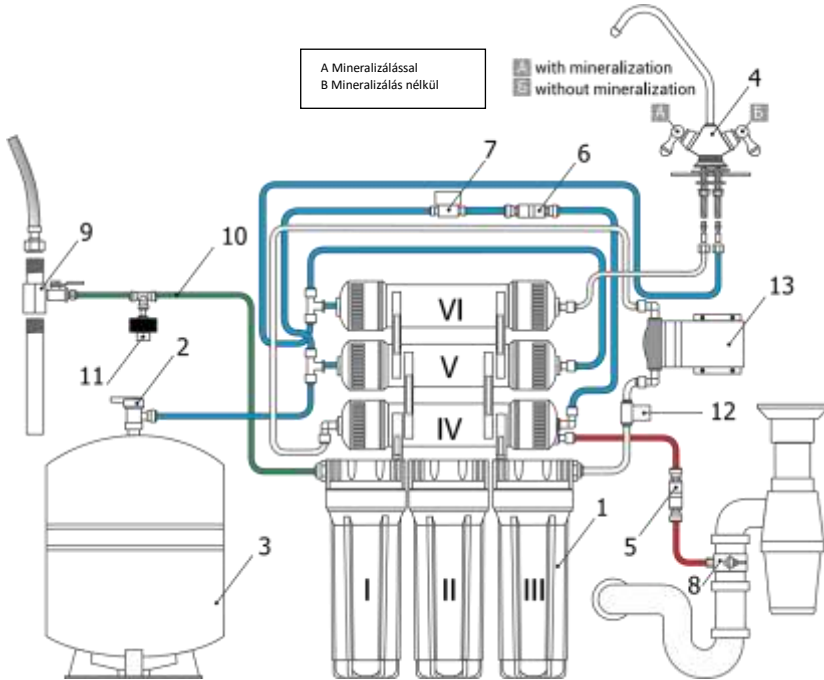 A Mineralizálással
B Mineralizálás nélkül
А with mineralization
Б without mineralization
4
А
Б
7
6
9
10
VI
13
11
2
V
12
IV
1
3
5
8
I
II
III